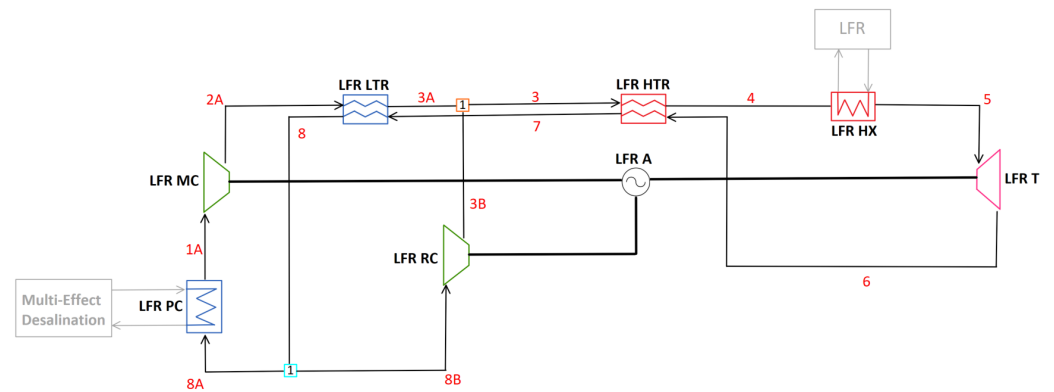 LFR
LFR LTR
LFR HTR
2A
3A
1
3
4
5
8
7
LFR HX
LFR A
LFR MC
LFR T
3B
1A
LFR RC
6
Multi-Effect
Desalination
LFR PC
1
8A
8B